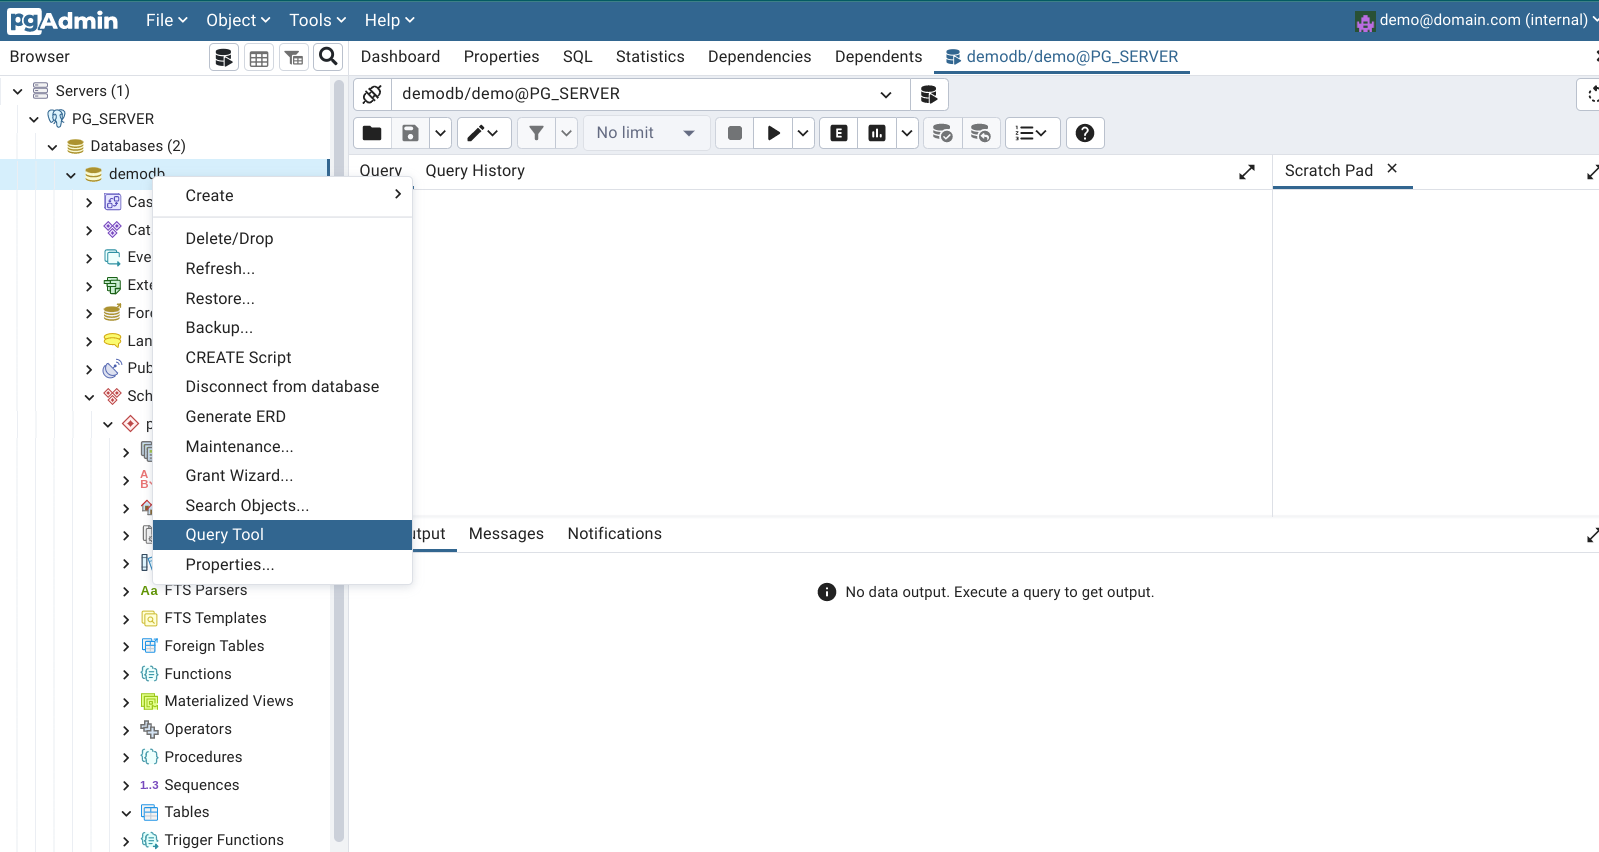 pgAdmin File Object Tools Help demo@domain.com (internal)
Browser Dashboard Properties SQL Statistics Dependencies Dependents demodb/demo@PG_SERVER
Servers (1)
PG_SERVER
Databases (2)
demodb
demodb/demo@PG_SERVER
No limit E
Query Query History Scratch Pad
Create
Delete/Drop
Refresh...
Restore...
Backup...
CREATE Script
Disconnect from database
Generate ERD
Maintenance...
Grant Wizard...
Search Objects...
Query Tool
Properties...
Cas
Cat
Eve
Exte
Fore
Lan
Pub
Sch
p
Aa FTS Parsers
FTS Templates
Foreign Tables
Functions
Materialized Views
Operators
Procedures
1..3 Sequences
Tables
Trigger Functions
utput Messages Notifications
No data output. Execute a query to get output.